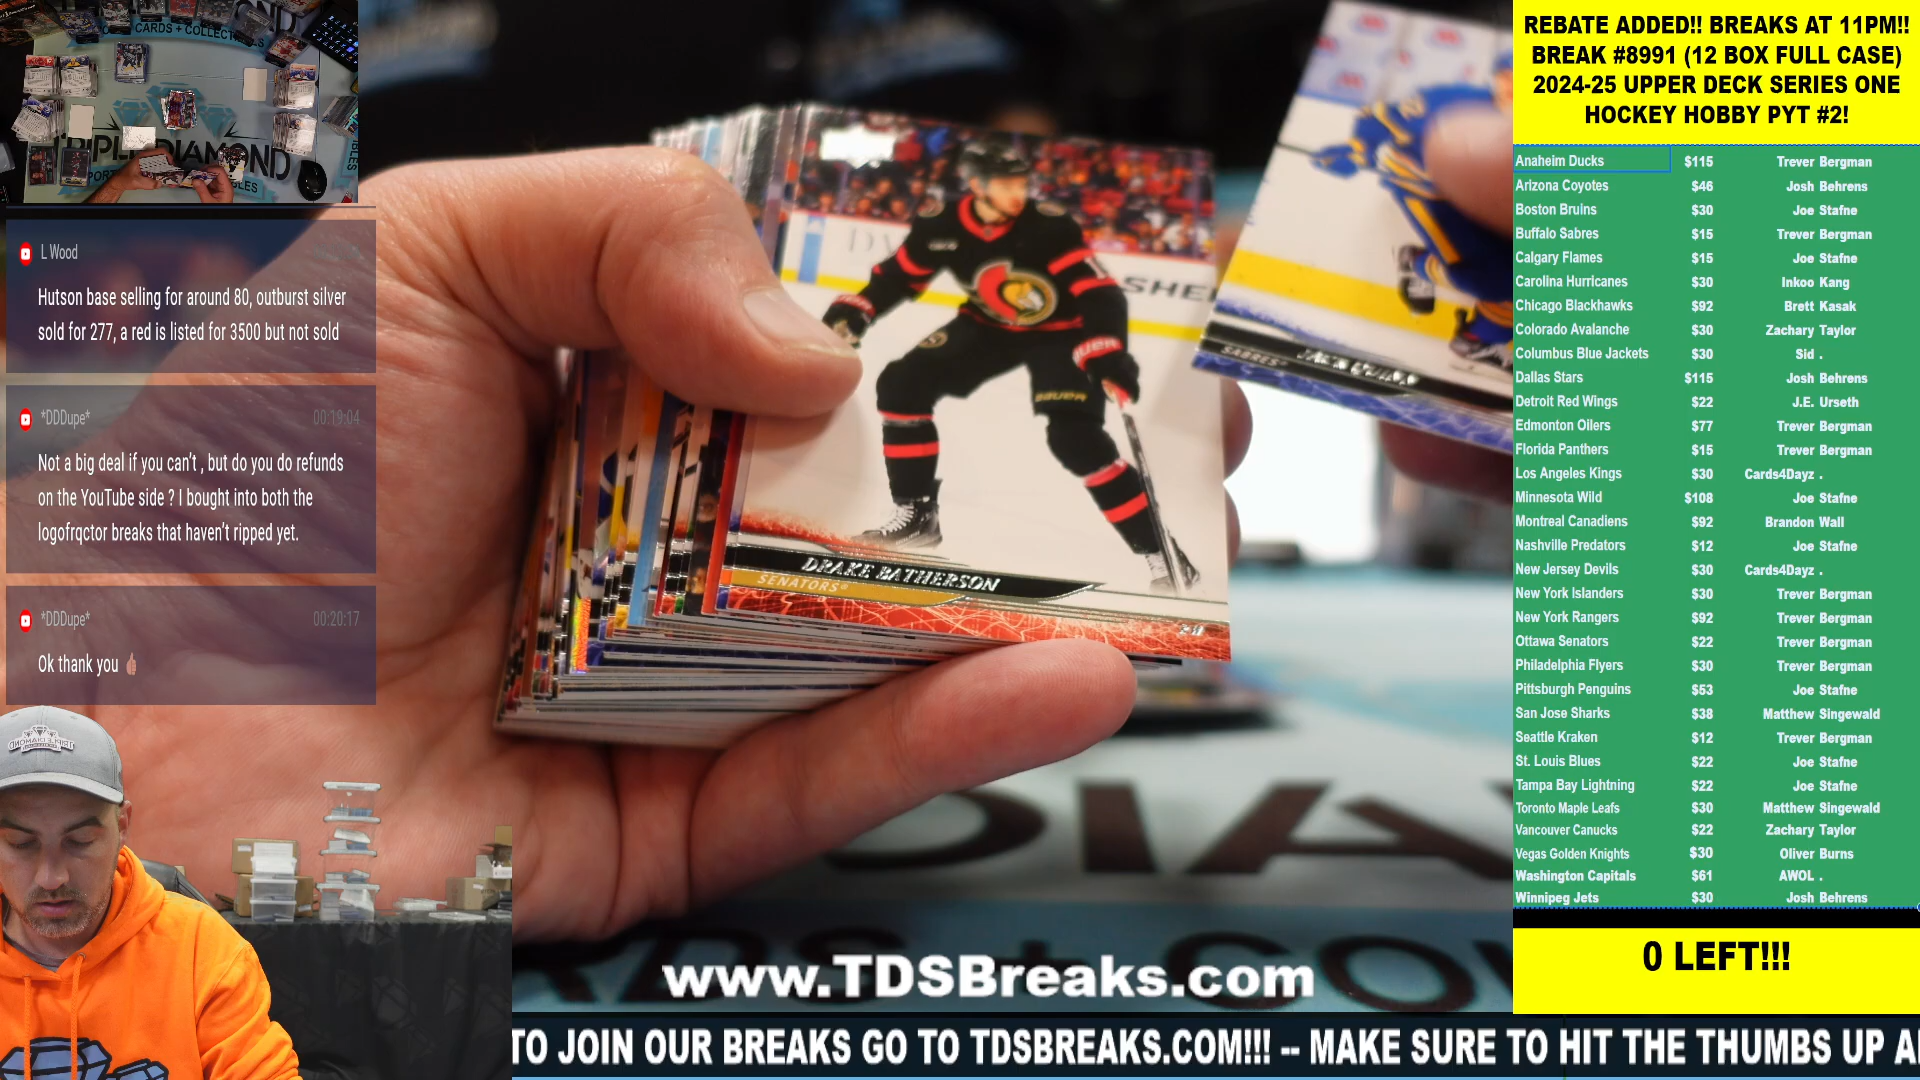 CARDS + COLLECTIBLES
TRIPLE DIAMOND
L Wood
Hutson base selling for around 80, outburst silver
sold for 277, a red is listed for 3500 but not sold
*DDDupe*
00:19:04
Not a big deal if you can't , but do you do refunds
on the YouTube side ? I bought into both the
logofrqctor breaks that haven't ripped yet.
*DDDupe*
00:20:17
Ok thank you 👍
DRAKE BATHERSON
SENATORS
JACK QUINN
SABRES
BAUER
www.TDSBreaks.com
TO JOIN OUR BREAKS GO TO TDSBREAKS.COM!!! -- MAKE SURE TO HIT THE THUMBS UP
REBATE ADDED!! BREAKS AT 11PM!!
BREAK #8991 (12 BOX FULL CASE)
2024-25 UPPER DECK SERIES ONE
HOCKEY HOBBY PYT #2!
Anaheim Ducks $115 Trever Bergman
Arizona Coyotes $46 Josh Behrens
Boston Bruins $30 Joe Stafne
Buffalo Sabres $15 Trever Bergman
Calgary Flames $15 Joe Stafne
Carolina Hurricanes $30 Inkoo Kang
Chicago Blackhawks $92 Brett Kasak
Colorado Avalanche $30 Zachary Taylor
Columbus Blue Jackets $30 Sid .
Dallas Stars $115 Josh Behrens
Detroit Red Wings $22 J.E. Urseth
Edmonton Oilers $77 Trever Bergman
Florida Panthers $15 Trever Bergman
Los Angeles Kings $30 Cards4Dayz .
Minnesota Wild $108 Joe Stafne
Montreal Canadiens $92 Brandon Wall
Nashville Predators $12 Joe Stafne
New Jersey Devils $30 Cards4Dayz .
New York Islanders $30 Trever Bergman
New York Rangers $92 Trever Bergman
Ottawa Senators $22 Trever Bergman
Philadelphia Flyers $30 Trever Bergman
Pittsburgh Penguins $53 Joe Stafne
San Jose Sharks $38 Matthew Singewald
Seattle Kraken $12 Trever Bergman
St. Louis Blues $22 Joe Stafne
Tampa Bay Lightning $22 Joe Stafne
Toronto Maple Leafs $30 Matthew Singewald
Vancouver Canucks $22 Zachary Taylor
Vegas Golden Knights $30 Oliver Burns
Washington Capitals $61 AWOL .
Winnipeg Jets $30 Josh Behrens
0 LEFT!!!